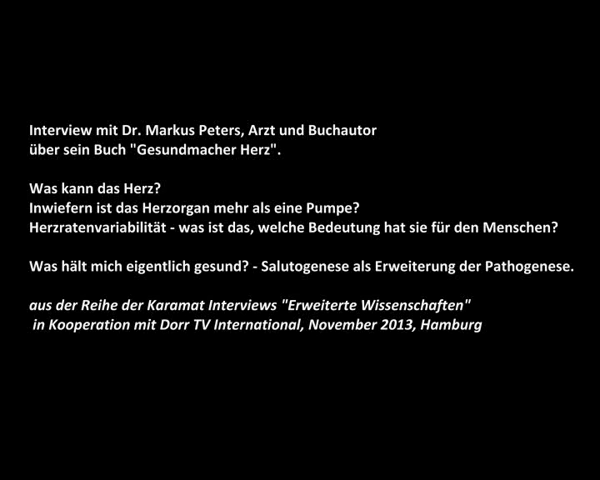 Interview mit Dr. Markus Peters, Arzt und Buchautor
über sein Buch "Gesundmacher Herz".
Was kann das Herz?
Inwiefern ist das Herzorgan mehr als eine Pumpe?
Herzratenvariabilität - was ist das, welche Bedeutung hat sie für den Menschen?
Was hält mich eigentlich gesund? - Salutogenese als Erweiterung der Pathogenese.
aus der Reihe der Karamat Interviews "Erweiterte Wissenschaften"
in Kooperation mit Dorr TV International, November 2013, Hamburg